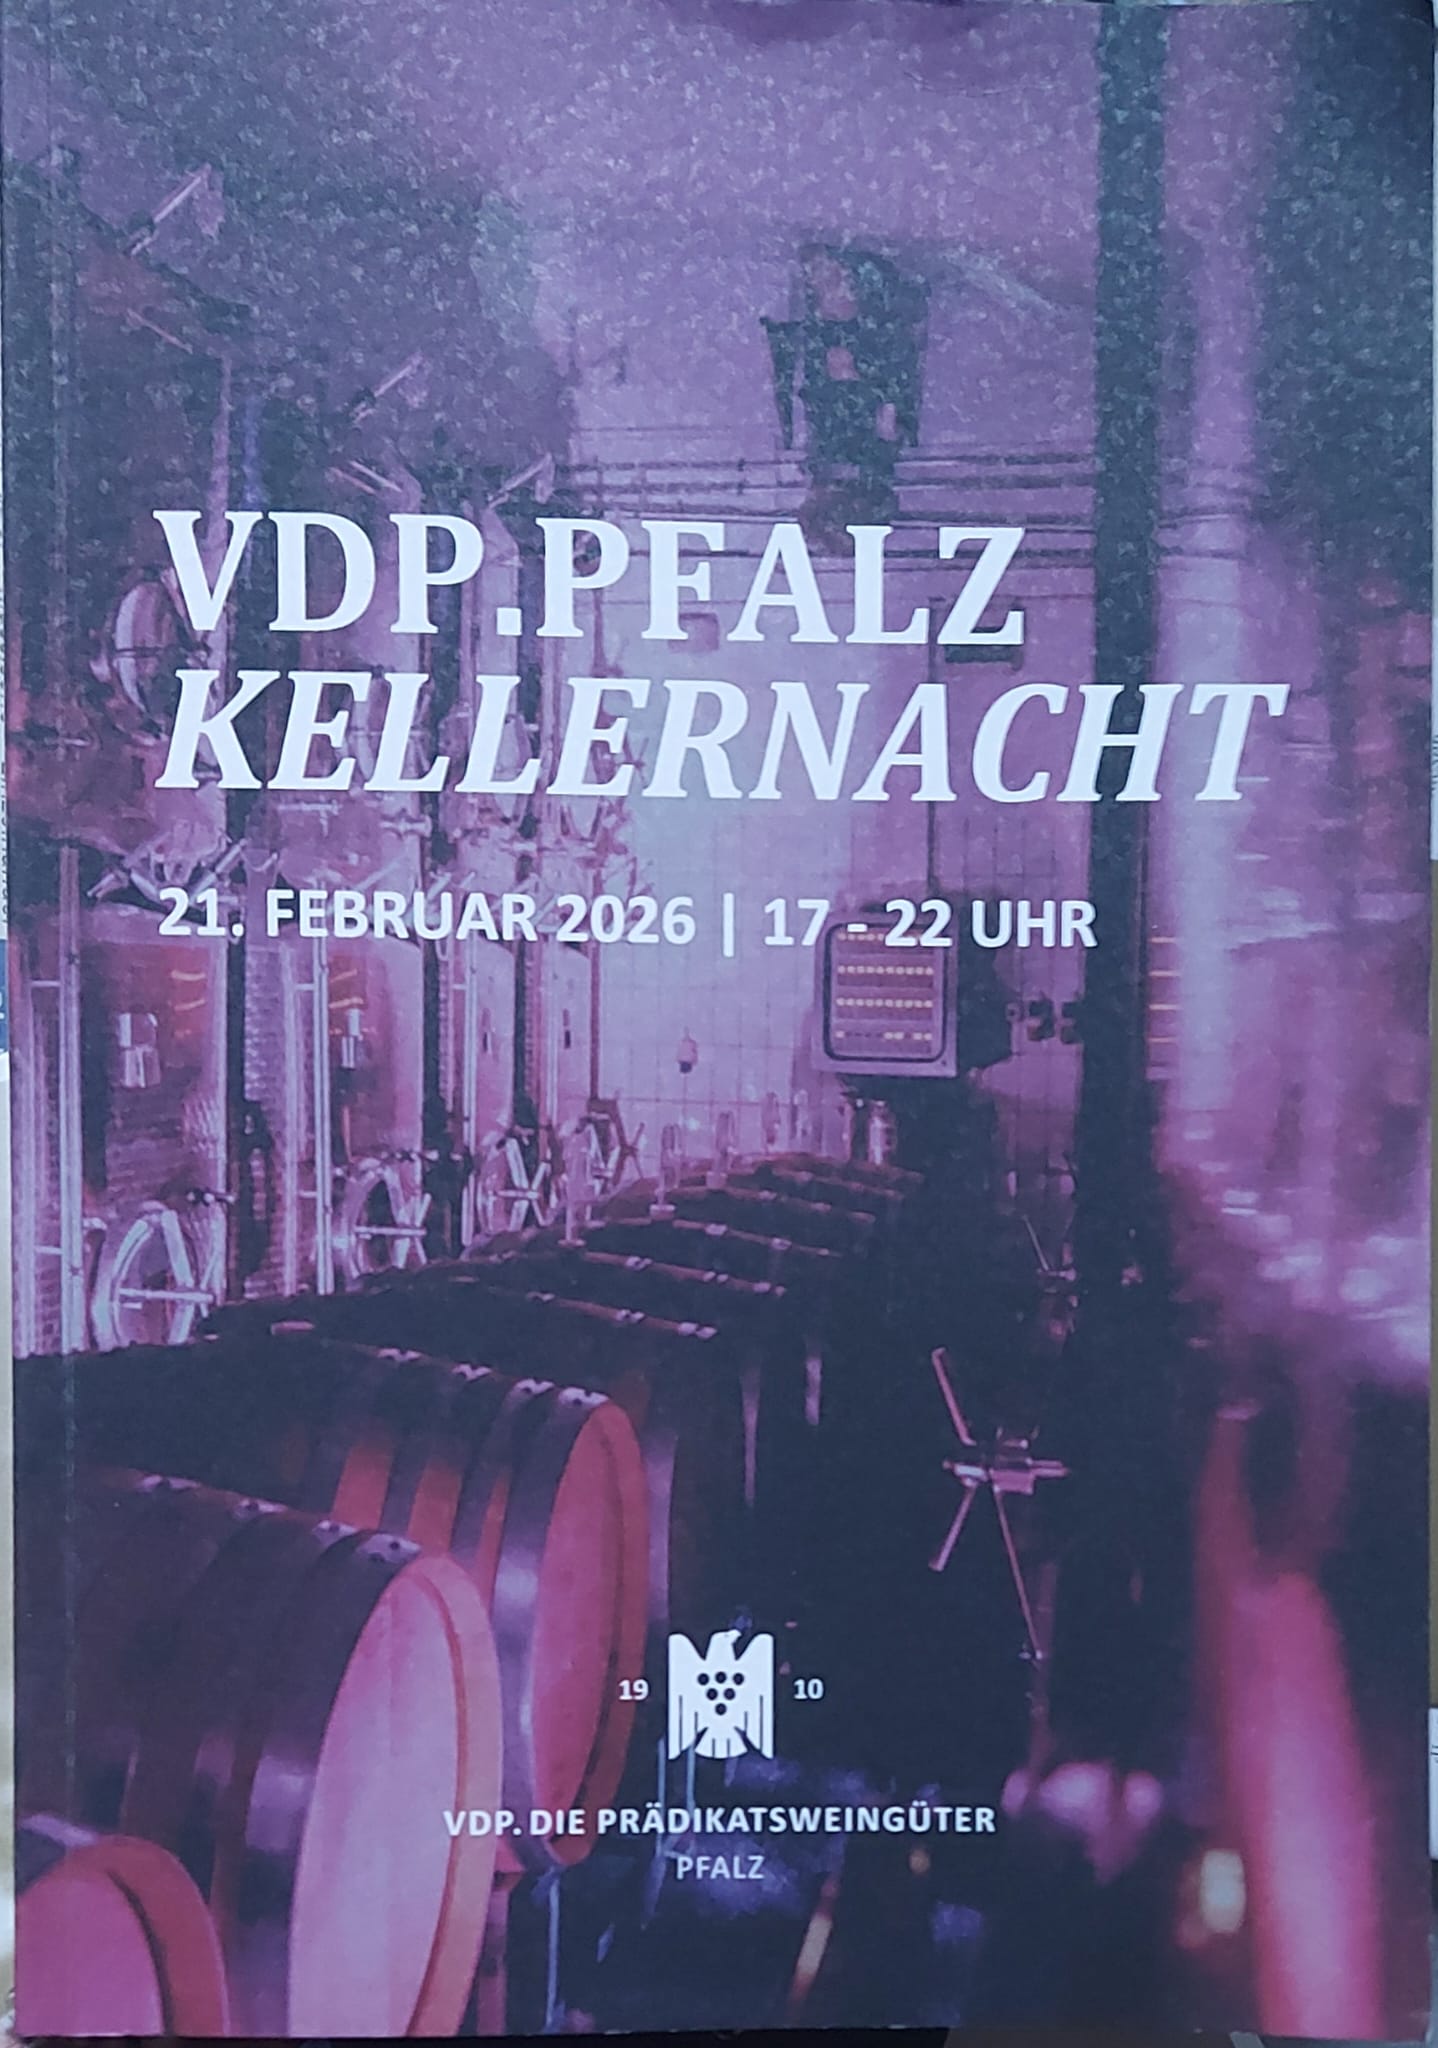 VDP.PFALZ
KELLERNACHT
21. FEBRUAR 2026 | 17 - 22 UHR
19 10
VDP. DIE PRÄDIKATSWEINGÜTER
PFALZ